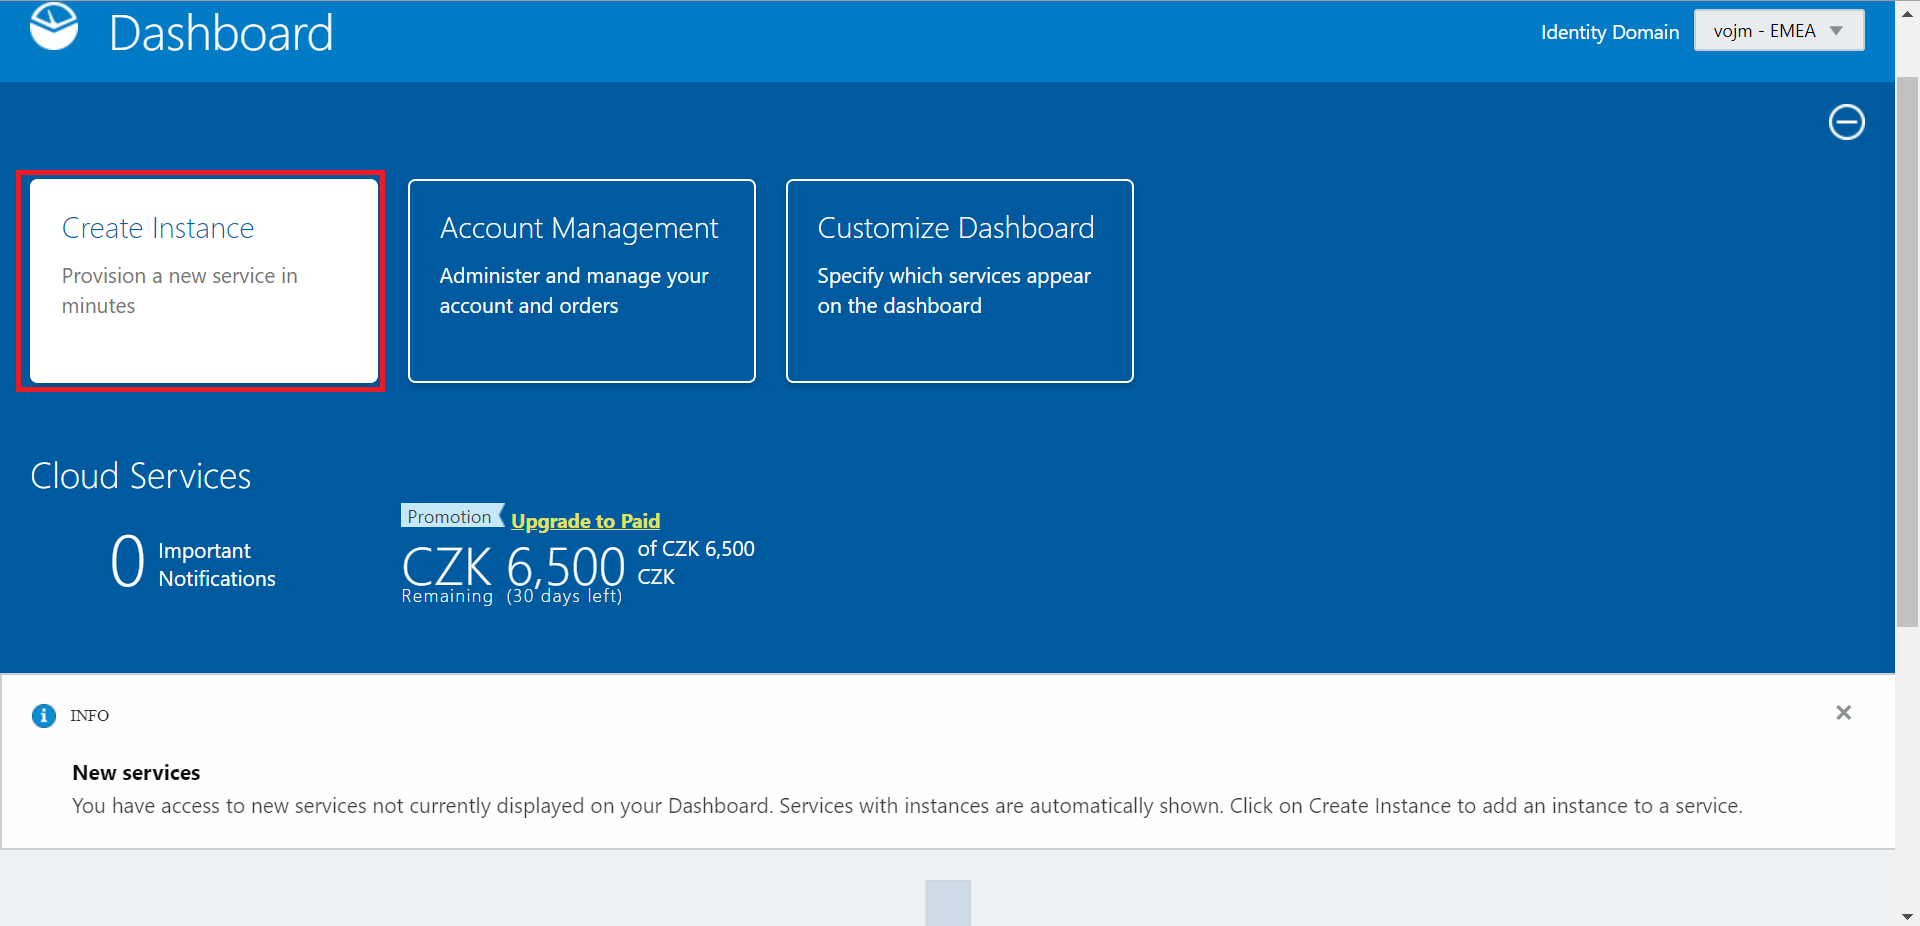 Dashboard
Identity Domain
vojm - EMEA
Create Instance
Provision a new service in
minutes
Account Management
Administer and manage your
account and orders
Customize Dashboard
Specify which services appear
on the dashboard
Cloud Services
0 Important
Notifications
Promotion Upgrade to Paid
CZK 6,500 of CZK 6,500
CZK
Remaining (30 days left)
INFO
New services
You have access to new services not currently displayed on your Dashboard. Services with instances are automatically shown. Click on Create Instance to add an instance to a service.